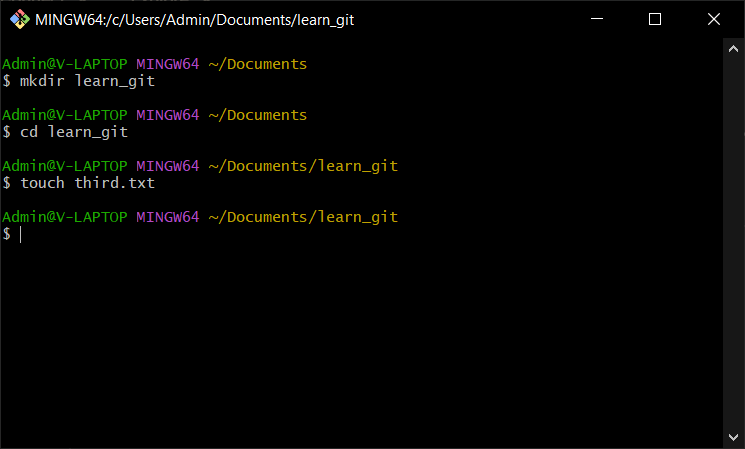 MINGW64:/c/Users/Admin/Documents/learn_git
Admin@V-LAPTOP MINGW64 ~/Documents
$ mkdir learn_git
Admin@V-LAPTOP MINGW64 ~/Documents
$ cd learn_git
Admin@V-LAPTOP MINGW64 ~/Documents/learn_git
$ touch third.txt
Admin@V-LAPTOP MINGW64 ~/Documents/learn_git
$